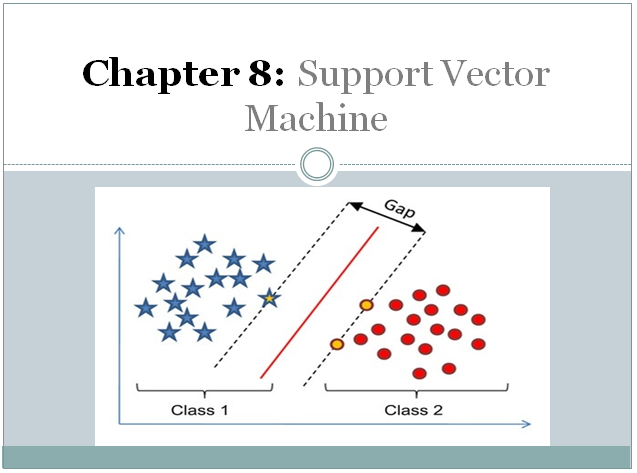 Chapter 8: Support Vector
Machine
Gap
Class 1
Class 2